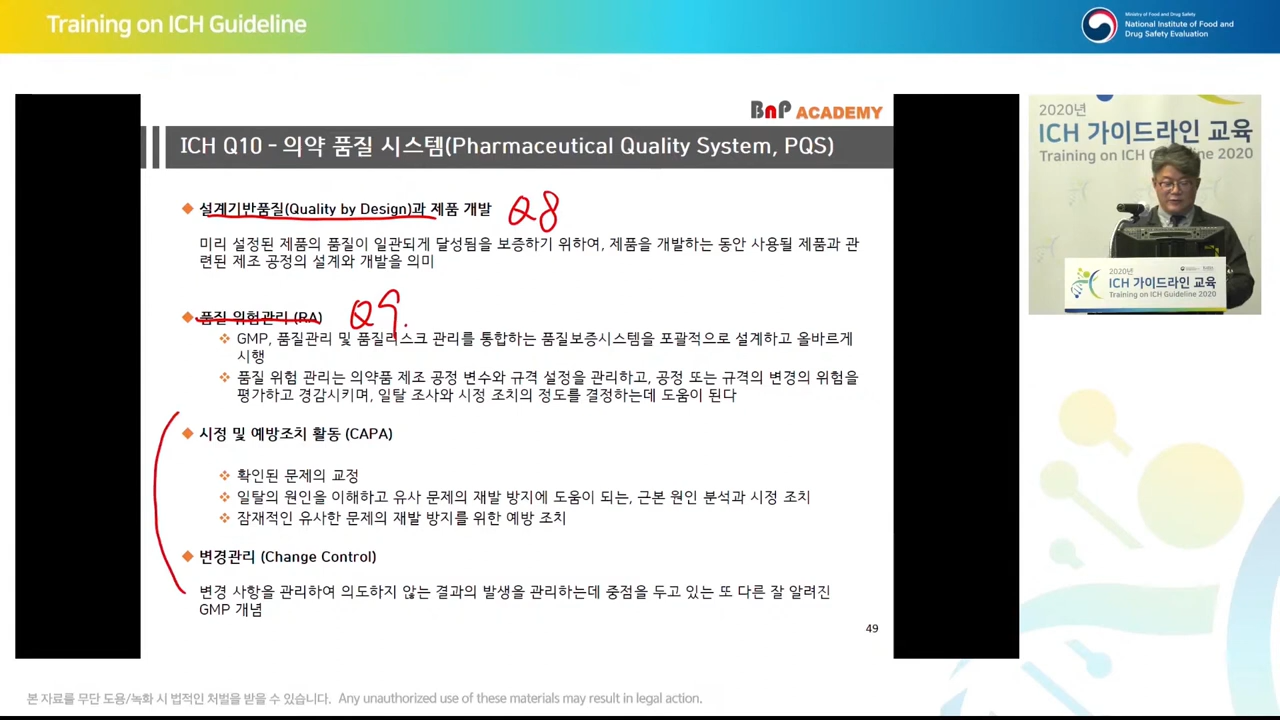 Training on ICH Guideline
Ministry of Food and Drug Safety
National Institute of Food and
Drug Safety Evaluation
BnP ACADEMY
ICH Q10 - 의약 품질 시스템(Pharmaceutical Quality System, PQS)
설계기반품질(Quality by Design)과 제품 개발 Q8
미리 설정된 제품의 품질이 일관되게 달성됨을 보증하기 위하여, 제품을 개발하는 동안 사용될 제품과 관
련된 제조 공정의 설계와 개발을 의미
품질 위험관리 (RA) Q9.
GMP, 품질관리 및 품질리스크 관리를 통합하는 품질보증시스템을 포괄적으로 설계하고 올바르게
시행
품질 위험 관리는 의약품 제조 공정 변수와 규격 설정을 관리하고, 공정 또는 규격의 변경의 위험을
평가하고 경감시키며, 일탈 조사와 시정 조치의 정도를 결정하는데 도움이 된다
시정 및 예방조치 활동 (CAPA)
확인된 문제의 교정
일탈의 원인을 이해하고 유사 문제의 재발 방지에 도움이 되는, 근본 원인 분석과 시정 조치
잠재적인 유사한 문제의 재발 방지를 위한 예방 조치
변경관리 (Change Control)
변경 사항을 관리하여 의도하지 않는 결과의 발생을 관리하는데 중점을 두고 있는 또 다른 잘 알려진
GMP 개념
49
2020년
ICH 가이드라인 교육
Training on ICH Guideline 2020
2020년
ICH 가이드라인 교육
Training on ICH Guideline 2020
본 자료를 무단 도용/녹화 시 법적인 처벌을 받을 수 있습니다. Any unauthorized use of these materials may result in legal action.